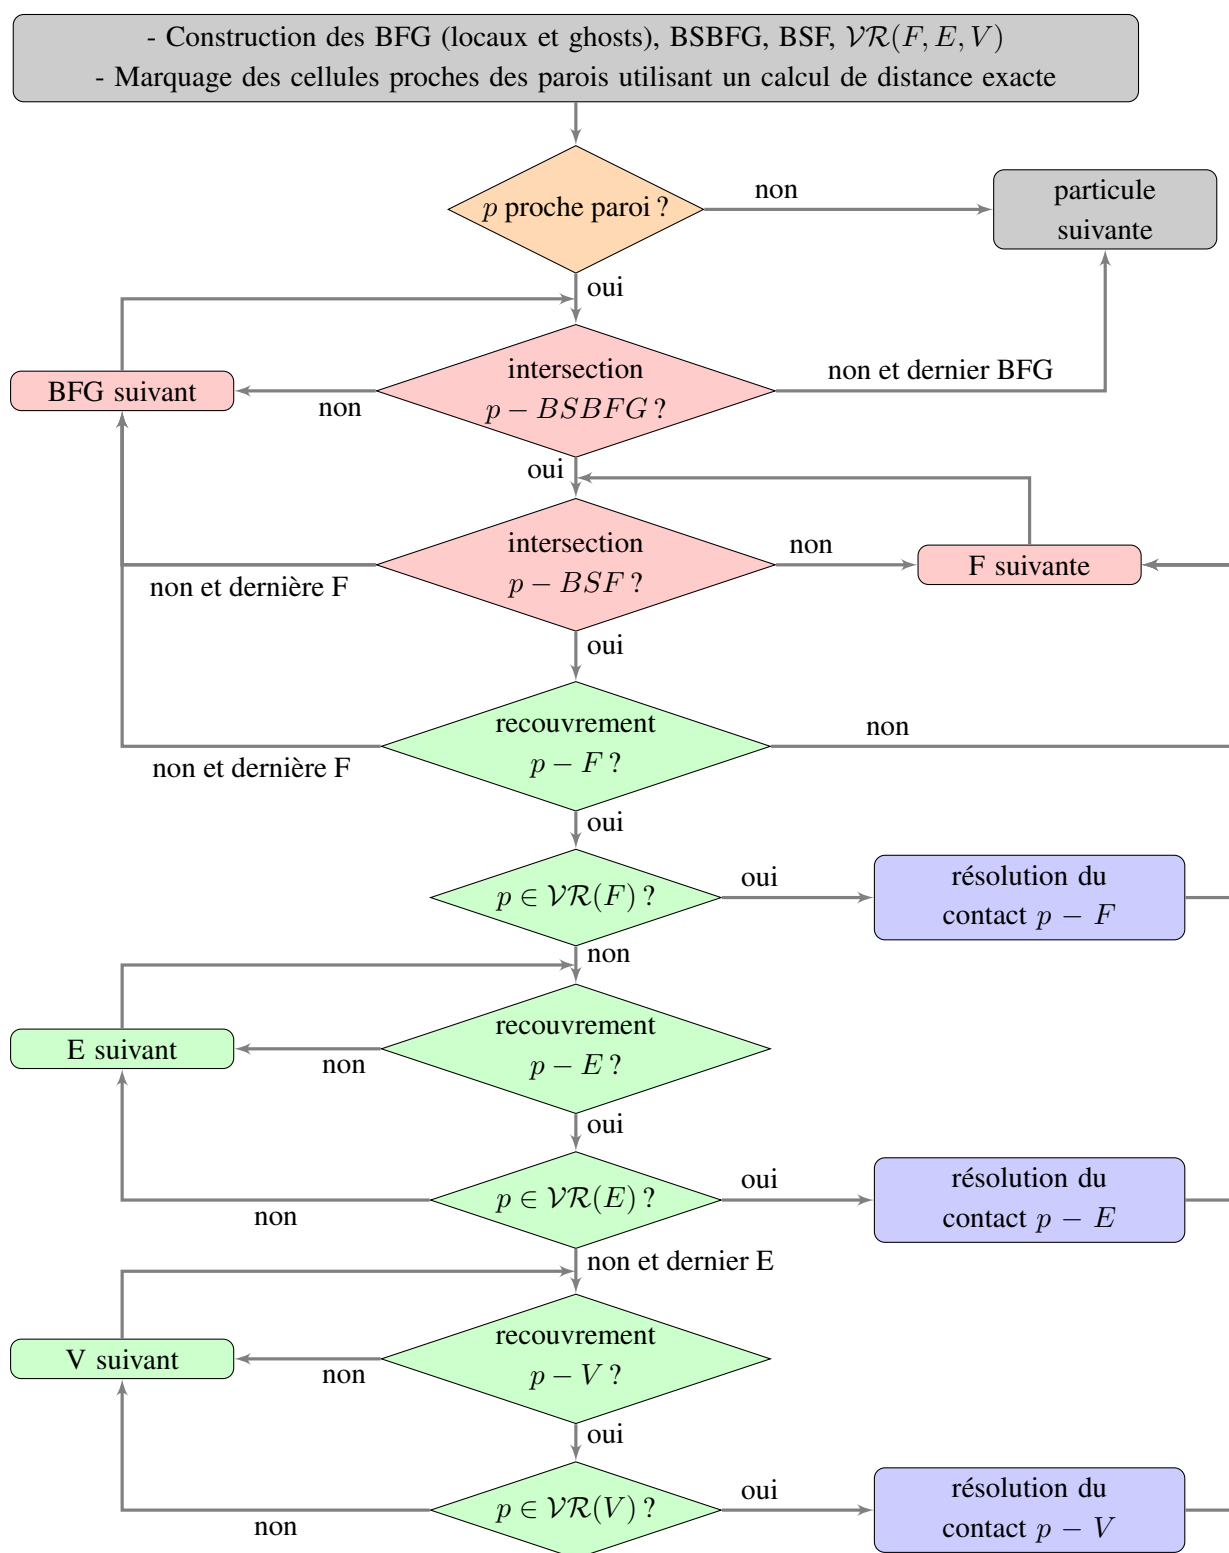 - Construction des BFG (locaux et ghosts), BSBFG, BSF, 𝒱ℛ(F, E, V)
- Marquage des cellules proches des parois utilisant un calcul de distance exacte
p proche paroi ?
non
particule
suivante
oui
intersection
p − BSBFG ?
non et dernier BFG
BFG suivant
non
oui
intersection
p − BSF ?
non
F suivante
non et dernière F
oui
recouvrement
p − F ?
non
non et dernière F
oui
p ∈ 𝒱ℛ(F) ?
oui
résolution du
contact p − F
non
recouvrement
p − E ?
E suivant
non
oui
p ∈ 𝒱ℛ(E) ?
oui
résolution du
contact p − E
non
non et dernier E
recouvrement
p − V ?
V suivant
non
oui
p ∈ 𝒱ℛ(V) ?
oui
résolution du
contact p − V
non